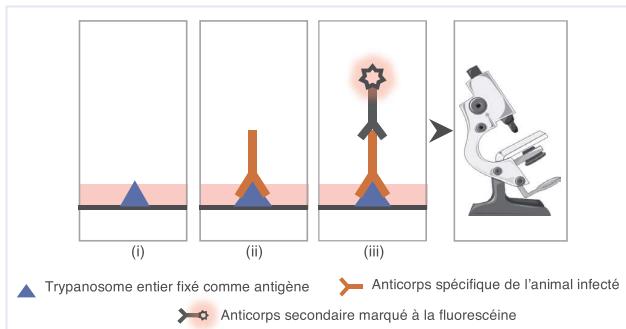 (i)
(ii)
(iii)
Trypanosome entier fixé comme antigène
Anticorps spécifique de l'animal infecté
Anticorps secondaire marqué à la fluorescéine